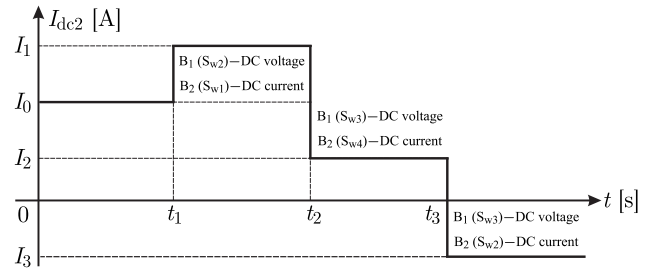 I_dc2 [A]
I_1
B_1 (S_w2)–DC voltage
B_2 (S_w1)–DC current
I_0
B_1 (S_w3)–DC voltage
B_2 (S_w4)–DC current
I_2
0 t_1 t_2 t_3 t [s]
B_1 (S_w3)–DC voltage
B_2 (S_w2)–DC current
I_3